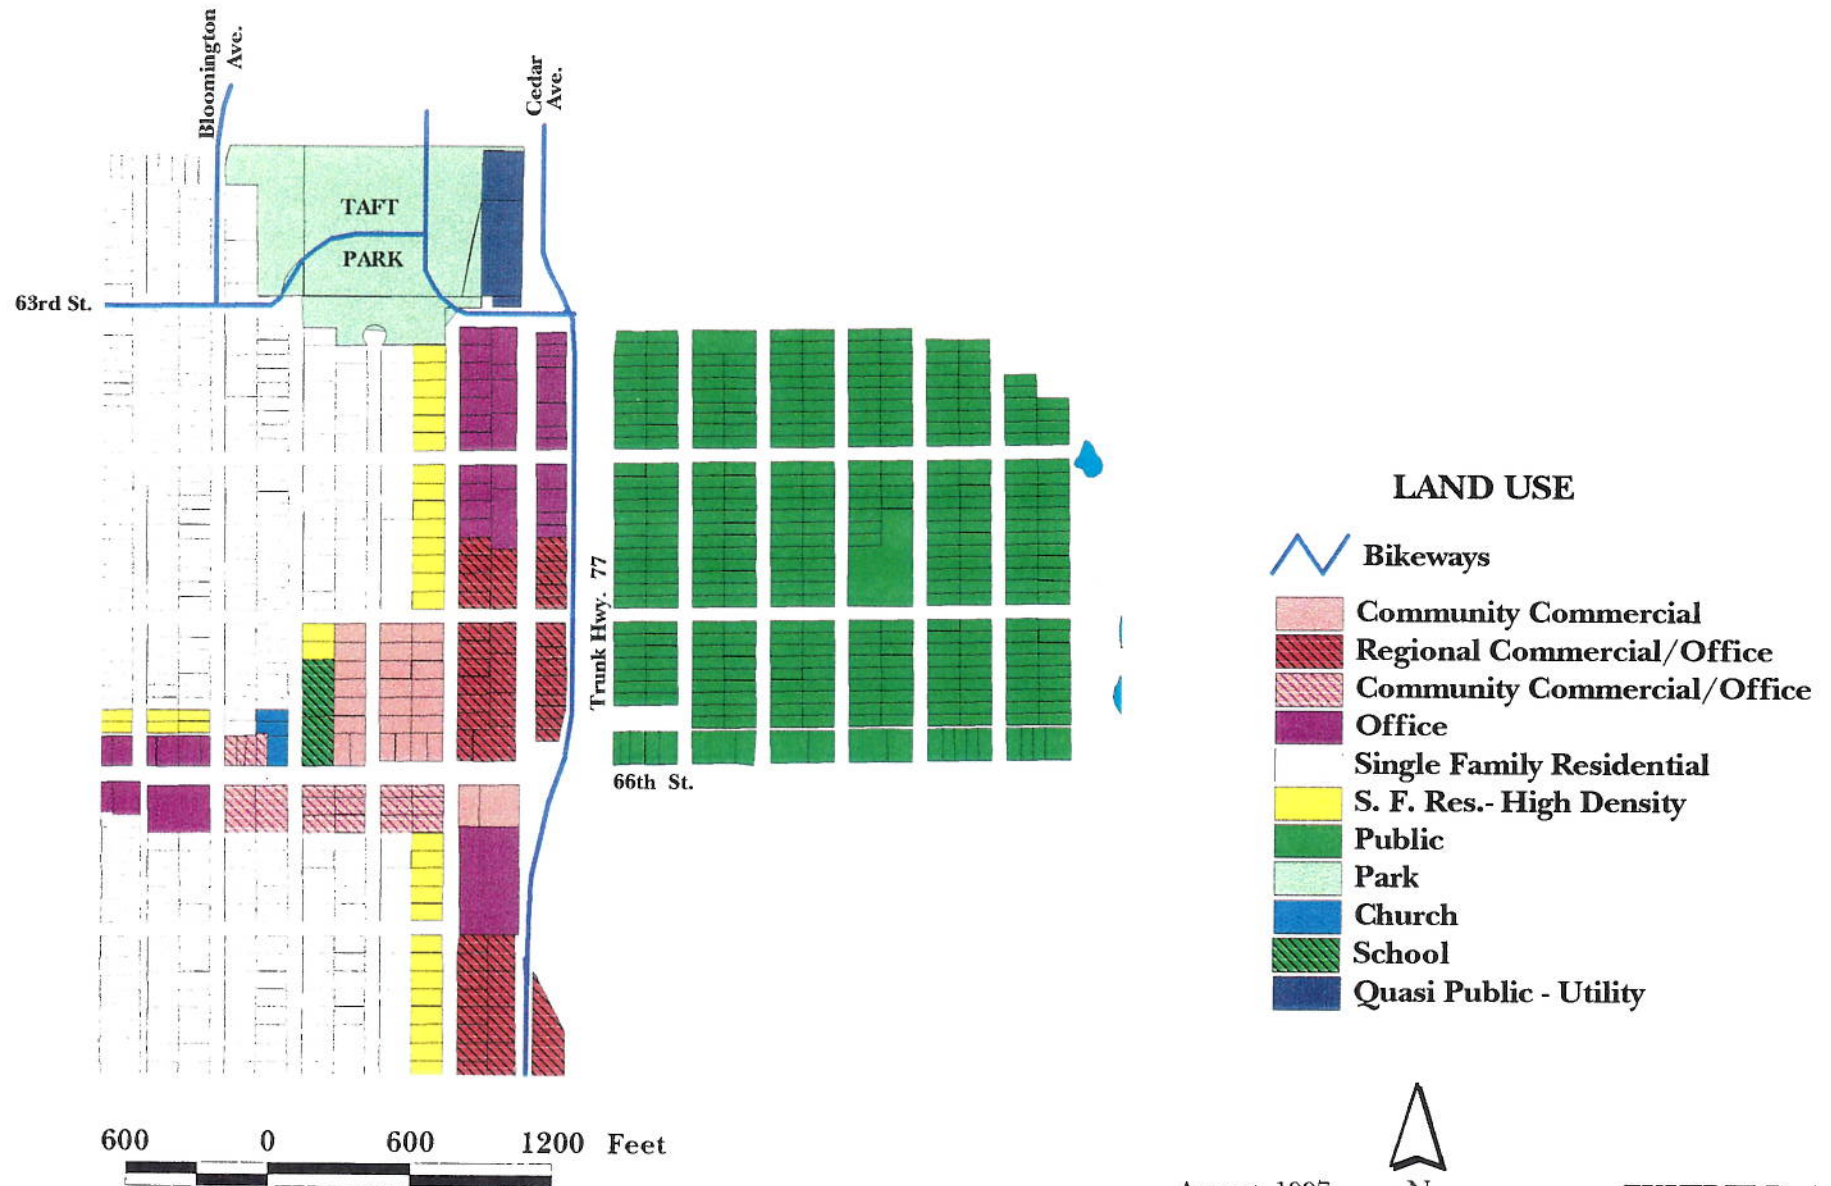 Bloomington
Ave.
Cedar
Ave.
TAFT
PARK
63rd St.
Trunk Hwy. 77
66th St.
LAND USE
Bikeways
Community Commercial
Regional Commercial/Office
Community Commercial/Office
Office
Single Family Residential
S. F. Res.- High Density
Public
Park
Church
School
Quasi Public - Utility
600 0 600 1200 Feet
N